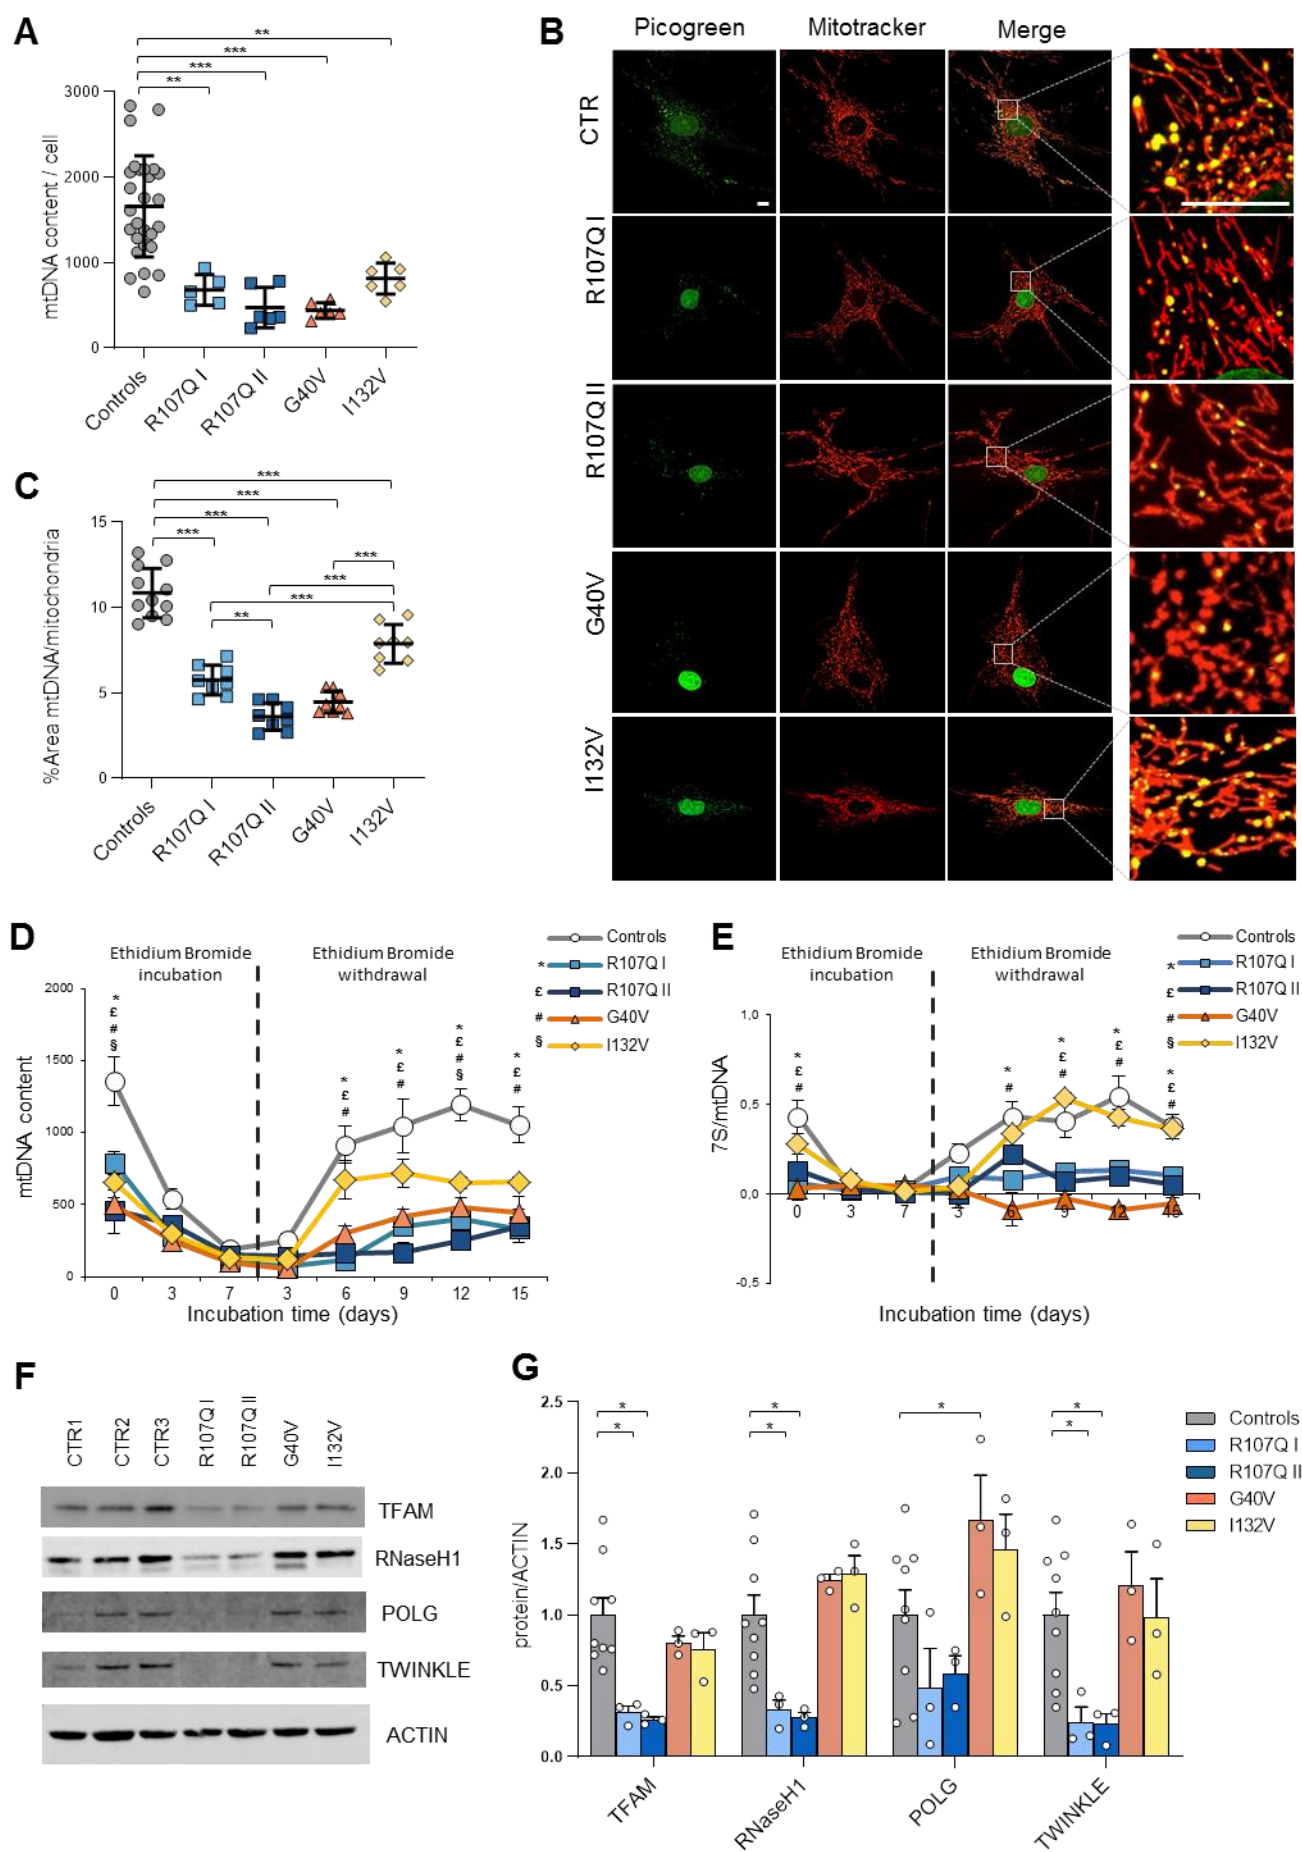 A
**
***
***
**
mtDNA content / cell
3000
2000
1000
0
Controls
R107Q I
R107Q II
G40V
I132V
B
Picogreen
Mitotracker
Merge
CTR
R107Q I
R107Q II
G40V
I132V
C
***
***
***
***
***
***
***
**
%Area mtDNA/mitochondria
15
10
5
0
Controls
R107Q I
R107Q II
G40V
I132V
D
Ethidium Bromide
incubation
Ethidium Bromide
withdrawal
Controls
* R107Q I
£ R107Q II
# G40V
§ I132V
mtDNA content
2000
1500
1000
500
0
*
£
#
§
*
£
#
*
£
#
*
£
#
§
*
£
#
0 3 7 3 6 9 12 15
Incubation time (days)
E
Ethidium Bromide
incubation
Ethidium Bromide
withdrawal
Controls
* R107Q I
£ R107Q II
# G40V
§ I132V
7S/mtDNA
1,0
0,5
0,0
-0,5
*
£
#
*
#
*
£
#
*
£
#
*
£
#
0 3 7 3 6 9 12 15
Incubation time (days)
F
CTR1
CTR2
CTR3
R107Q I
R107Q II
G40V
I132V
TFAM
RNaseH1
POLG
TWINKLE
ACTIN
G
protein/ACTIN
2.5
2.0
1.5
1.0
0.5
0.0
*
*
*
*
*
*
*
Controls
R107Q I
R107Q II
G40V
I132V
TFAM
RNaseH1
POLG
TWINKLE